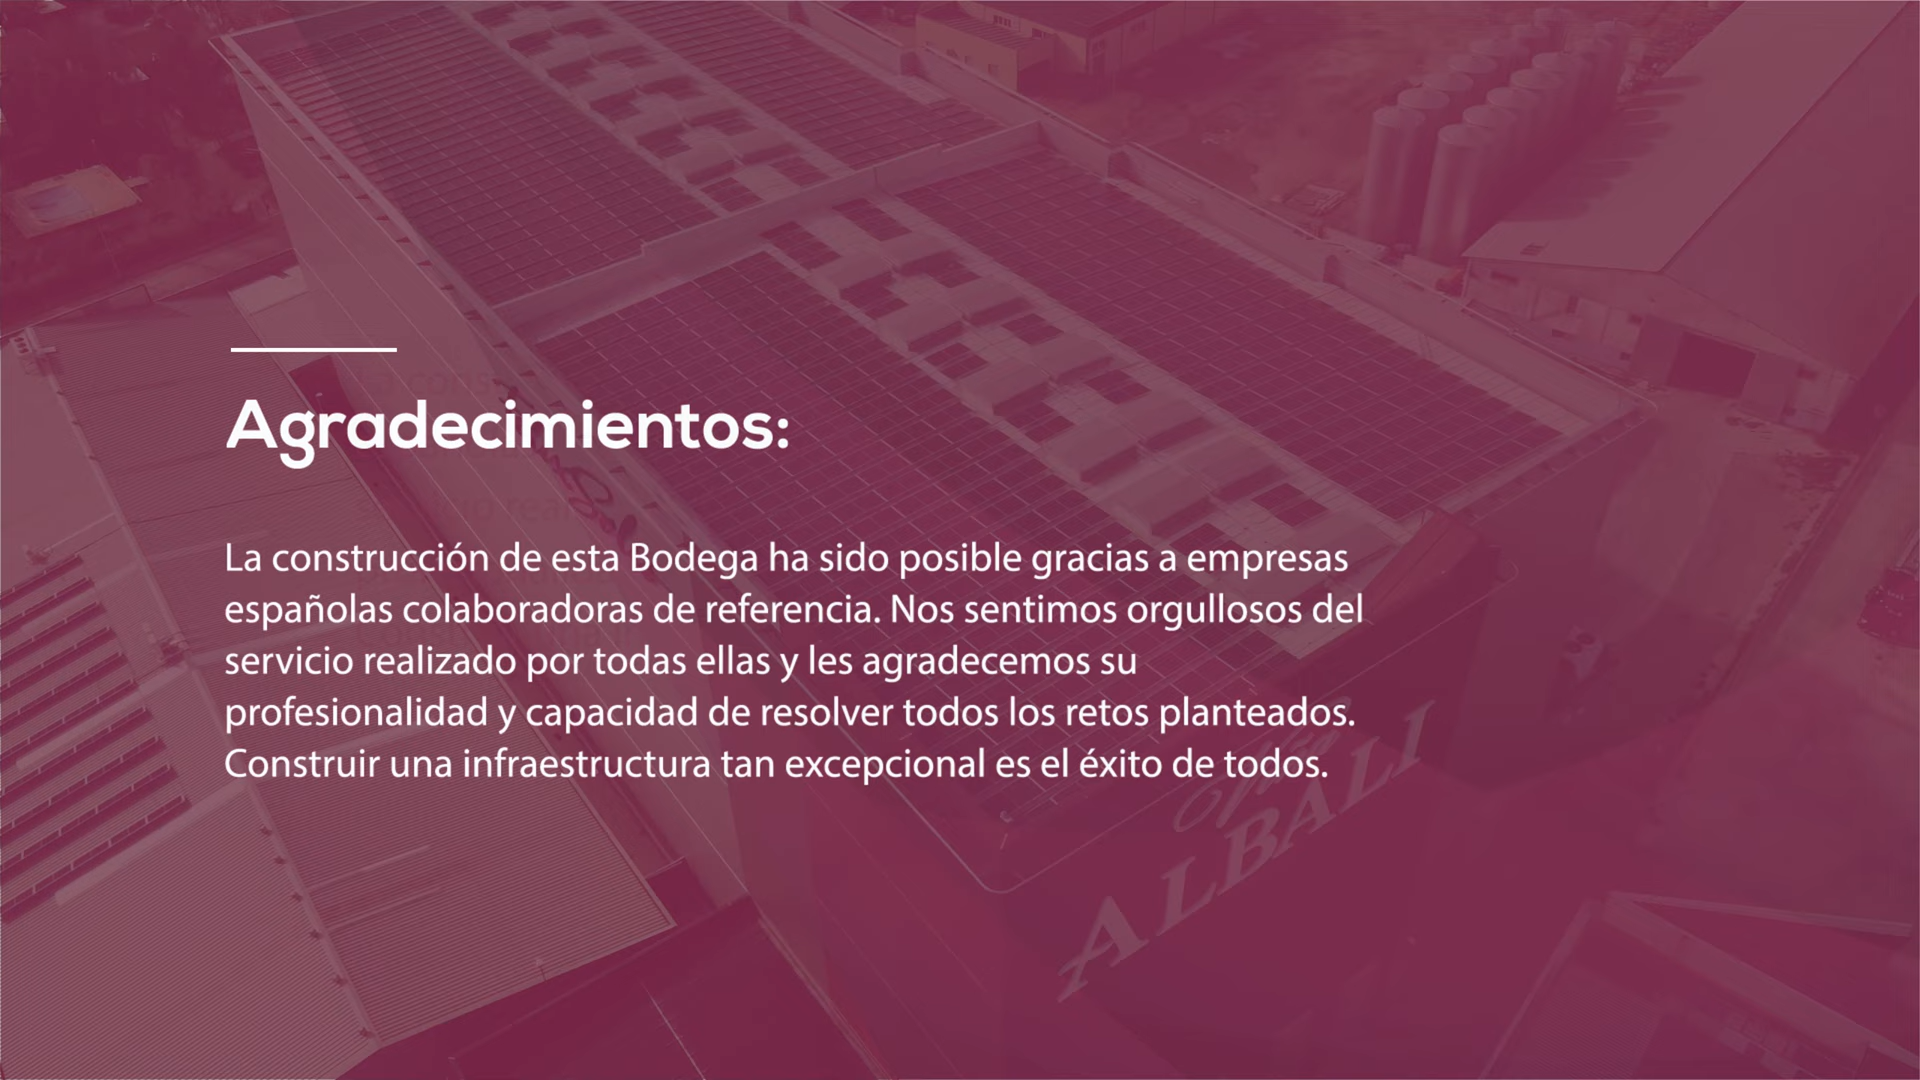 Agradecimientos:
La construcción de esta Bodega ha sido posible gracias a empresas
españolas colaboradoras de referencia. Nos sentimos orgullosos del
servicio realizado por todas ellas y les agradecemos su
profesionalidad y capacidad de resolver todos los retos planteados.
Construir una infraestructura tan excepcional es el éxito de todos.
Viña
ALBALI